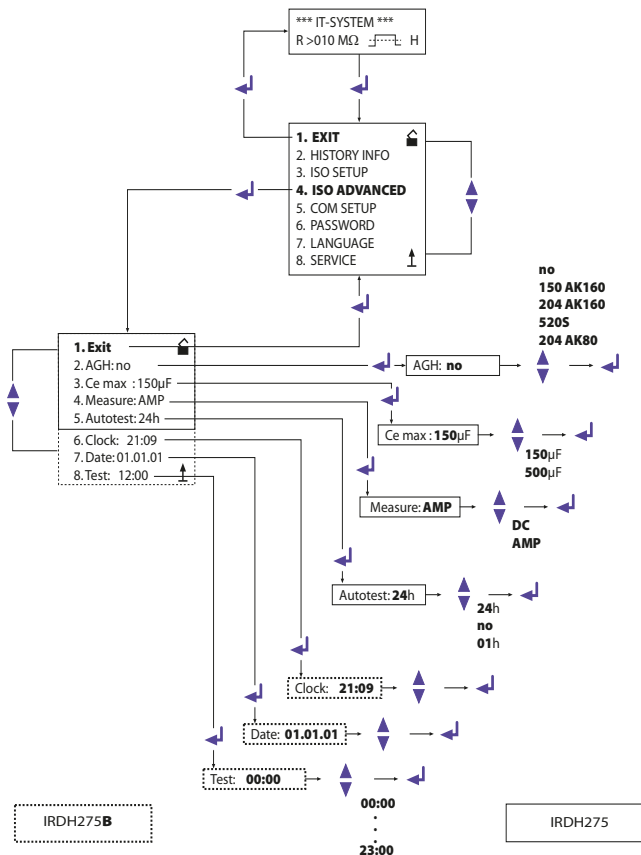 *** IT-SYSTEM ***
R >010 MΩ H
1. EXIT
2. HISTORY INFO
3. ISO SETUP
4. ISO ADVANCED
5. COM SETUP
6. PASSWORD
7. LANGUAGE
8. SERVICE
no
150 AK160
204 AK160
520S
204 AK80
1. Exit
2. AGH: no
3. Ce max : 150µF
4. Measure: AMP
5. Autotest: 24h
6. Clock: 21:09
7. Date: 01.01.01
8. Test: 12:00
AGH: no
Ce max : 150µF
150µF
500µF
Measure: AMP
DC
AMP
Autotest: 24h
24h
no
01h
Clock: 21:09
Date: 01.01.01
Test: 00:00
00:00
.
.
.
23:00
IRDH275B
IRDH275